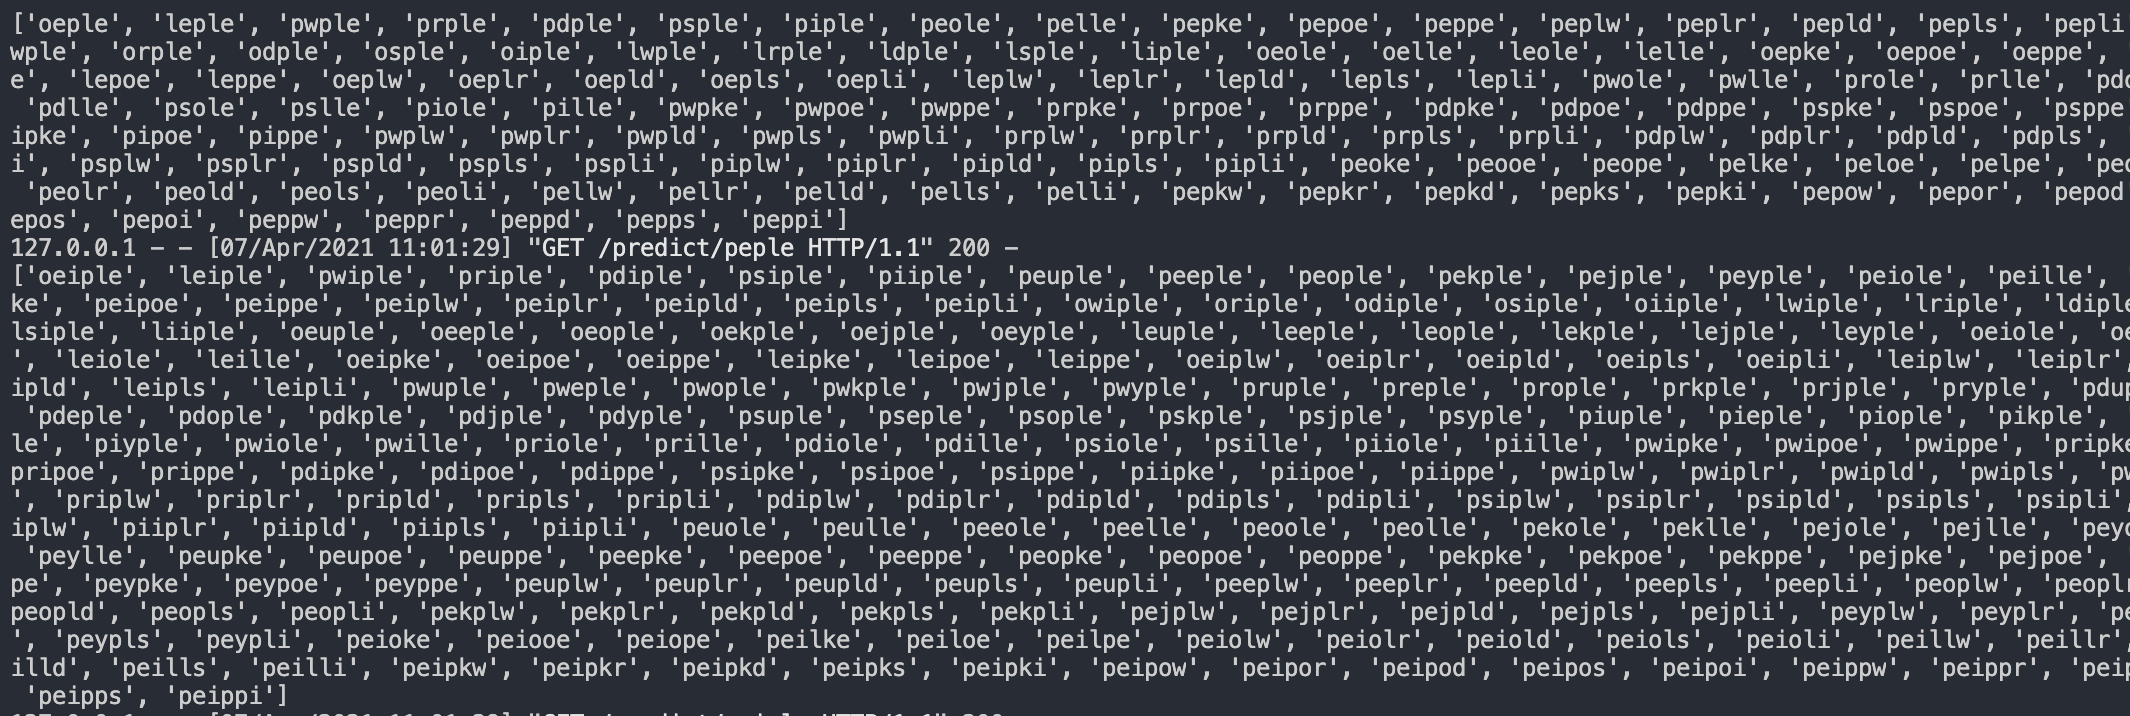 ['oeple', 'leple', 'pwple', 'prple', 'pdple', 'psple', 'piple', 'peole', 'pelle', 'pepke', 'pepoe', 'peppe', 'peplw', 'peplr', 'pepld', 'pepls', 'pepli
wple', 'orple', 'odple', 'osple', 'oiple', 'lwple', 'lrple', 'ldple', 'lsple', 'liple', 'oeole', 'oelle', 'leole', 'lelle', 'oepke', 'oepoe', 'oeppe',
e', 'lepoe', 'leppe', 'oeplw', 'oeplr', 'oepld', 'oepls', 'oepli', 'leplw', 'leplr', 'lepld', 'lepls', 'lepli', 'pwole', 'pwlle', 'prole', 'prlle', 'pdo
'pdlle', 'psole', 'pslle', 'piole', 'pille', 'pwpke', 'pwpoe', 'pwppe', 'prpke', 'prpoe', 'prppe', 'pdpke', 'pdpoe', 'pdppe', 'pspke', 'pspoe', 'psppe
ipke', 'pipoe', 'pippe', 'pwplw', 'pwplr', 'pwpld', 'pwpls', 'pwpli', 'prplw', 'prplr', 'prpld', 'prpls', 'prpli', 'pdplw', 'pdplr', 'pdpld', 'pdpls',
i', 'psplw', 'psplr', 'pspld', 'pspls', 'pspli', 'piplw', 'piplr', 'pipld', 'pipls', 'pipli', 'peoke', 'peooe', 'peope', 'pelke', 'peloe', 'pelpe', 'peo
'peolr', 'peold', 'peols', 'peoli', 'pellw', 'pellr', 'pelld', 'pells', 'pelli', 'pepkw', 'pepkr', 'pepkd', 'pepks', 'pepki', 'pepow', 'pepor', 'pepod
epos', 'pepoi', 'peppw', 'peppr', 'peppd', 'pepps', 'peppi']
127.0.0.1 - - [07/Apr/2021 11:01:29] "GET /predict/peple HTTP/1.1" 200 -
['oeiple', 'leiple', 'pwiple', 'priple', 'pdiple', 'psiple', 'piiple', 'peuple', 'peeple', 'people', 'pekple', 'pejple', 'peyple', 'peiole', 'peille',
ke', 'peipoe', 'peippe', 'peiplw', 'peiplr', 'peipld', 'peipls', 'peipli', 'owiple', 'oriple', 'odiple', 'osiple', 'oiiple', 'lwiple', 'lriple', 'ldiple
lsiple', 'liiple', 'oeuple', 'oeeple', 'oeople', 'oekple', 'oejple', 'oeyple', 'leuple', 'leeple', 'leople', 'lekple', 'lejple', 'leyple', 'oeiole', 'oe
', 'leiole', 'leille', 'oeipke', 'oeipoe', 'oeippe', 'leipke', 'leipoe', 'leippe', 'oeiplw', 'oeiplr', 'oeipld', 'oeipls', 'oeipli', 'leiplw', 'leiplr',
ipld', 'leipls', 'leipli', 'pwuple', 'pweple', 'pwople', 'pwkple', 'pwjple', 'pwyple', 'pruple', 'preple', 'prople', 'prkple', 'prjple', 'pryple', 'pdup
'pdeple', 'pdople', 'pdkple', 'pdjple', 'pdyple', 'psuple', 'pseple', 'psople', 'pskple', 'psjple', 'psyple', 'piuple', 'pieple', 'piople', 'pikple',
le', 'piyple', 'pwiole', 'pwille', 'priole', 'prille', 'pdiole', 'pdille', 'psiole', 'psille', 'piiole', 'piille', 'pwipke', 'pwipoe', 'pwippe', 'pripke
pripoe', 'prippe', 'pdipke', 'pdipoe', 'pdippe', 'psipke', 'psipoe', 'psippe', 'piipke', 'piipoe', 'piippe', 'pwiplw', 'pwiplr', 'pwipld', 'pwipls', 'pw
', 'priplw', 'priplr', 'pripld', 'pripls', 'pripli', 'pdiplw', 'pdiplr', 'pdipld', 'pdipls', 'pdipli', 'psiplw', 'psiplr', 'psipld', 'psipls', 'psipli',
iplw', 'piiplr', 'piipld', 'piipls', 'piipli', 'peuole', 'peulle', 'peeole', 'peelle', 'peoole', 'peolle', 'pekole', 'peklle', 'pejole', 'pejlle', 'peyo
'peylle', 'peupke', 'peupoe', 'peuppe', 'peepke', 'peepoe', 'peeppe', 'peopke', 'peopoe', 'peoppe', 'pekpke', 'pekpoe', 'pekppe', 'pejpke', 'pejpoe',
pe', 'peypke', 'peypoe', 'peyppe', 'peuplw', 'peuplr', 'peupld', 'peupls', 'peupli', 'peeplw', 'peeplr', 'peepld', 'peepls', 'peepli', 'peoplw', 'peoplr
peopld', 'peopls', 'peopli', 'pekplw', 'pekplr', 'pekpld', 'pekpls', 'pekpli', 'pejplw', 'pejplr', 'pejpld', 'pejpls', 'pejpli', 'peyplw', 'peyplr', 'pe
', 'peypls', 'peypli', 'peioke', 'peiooe', 'peiope', 'peilke', 'peiloe', 'peilpe', 'peiolw', 'peiolr', 'peiold', 'peiols', 'peioli', 'peillw', 'peillr',
illd', 'peills', 'peilli', 'peipkw', 'peipkr', 'peipkd', 'peipks', 'peipki', 'peipow', 'peipor', 'peipod', 'peipos', 'peipoi', 'peippw', 'peippr', 'peip
'peipps', 'peippi']